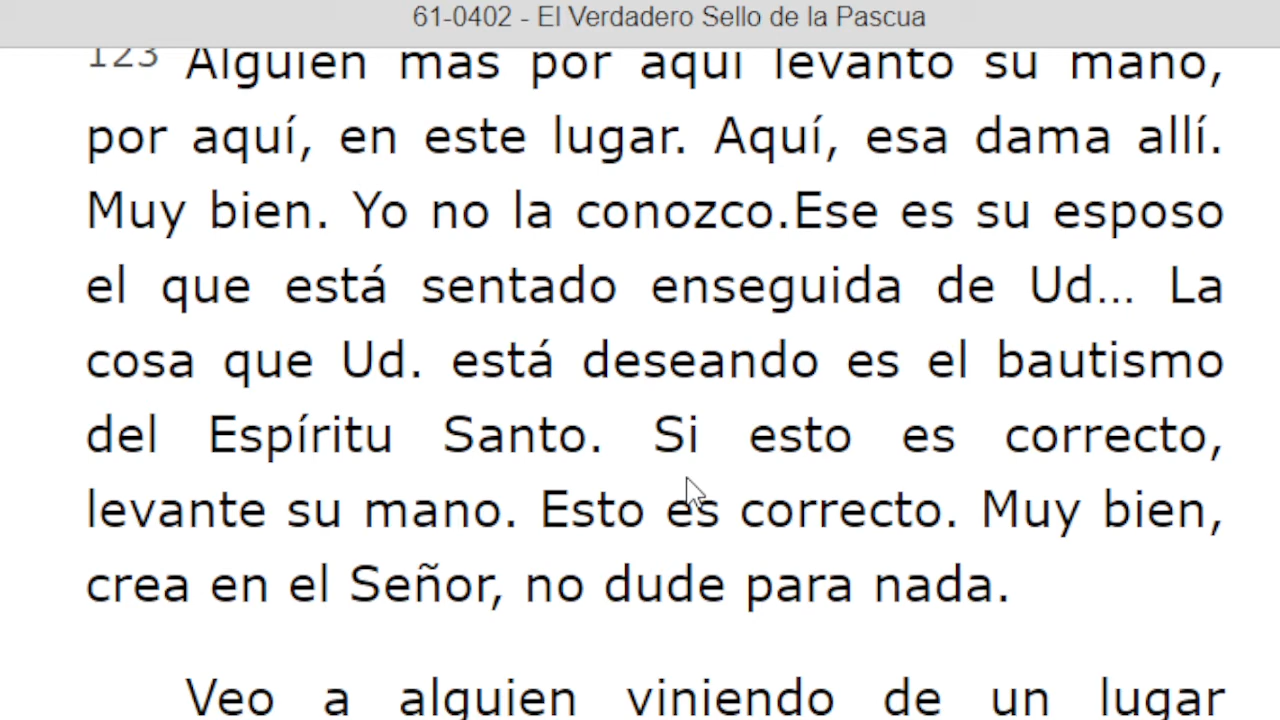 61-0402 - El Verdadero Sello de la Pascua
123 Alguien más por aquí levantó su mano,
por aquí, en este lugar. Aquí, esa dama allí.
Muy bien. Yo no la conozco.Ese es su esposo
el que está sentado enseguida de Ud... La
cosa que Ud. está deseando es el bautismo
del Espíritu Santo. Si esto es correcto,
levante su mano. Esto es correcto. Muy bien,
crea en el Señor, no dude para nada.
Veo a alguien viniendo de un lugar